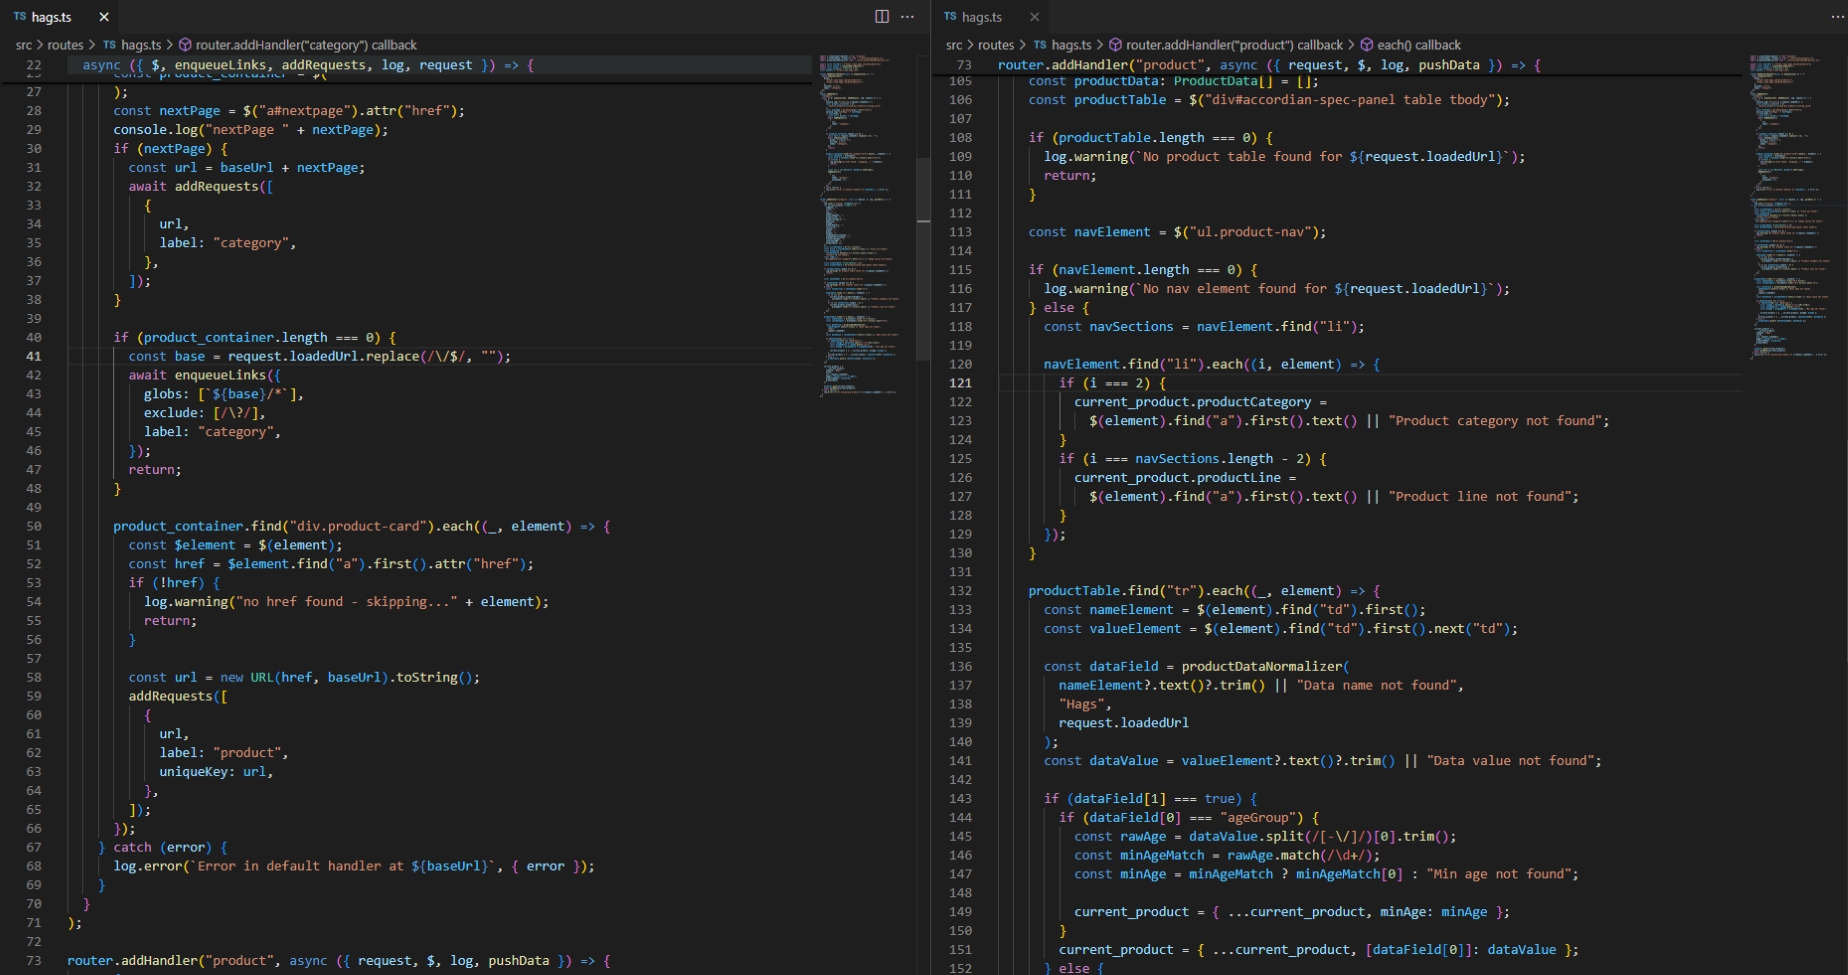 TS hags.ts ×
src > routes > TS hags.ts > router.addHandler("category") callback
22 async ({ $, enqueueLinks, addRequests, log, request }) => {
27 );
28 const nextPage = $("a#nextpage").attr("href");
29 console.log("nextPage " + nextPage);
30 if (nextPage) {
31 const url = baseUrl + nextPage;
32 await addRequests([
33 {
34 url,
35 label: "category",
36 },
37 ]);
38 }
39
40 if (product_container.length === 0) {
41 const base = request.loadedUrl.replace(/\/$/, "");
42 await enqueueLinks({
43 globs: [`${base}/*`],
44 exclude: [/\?/],
45 label: "category",
46 });
47 return;
48 }
49
50 product_container.find("div.product-card").each((_, element) => {
51 const $element = $(element);
52 const href = $element.find("a").first().attr("href");
53 if (!href) {
54 log.warning("no href found - skipping..." + element);
55 return;
56 }
57
58 const url = new URL(href, baseUrl).toString();
59 addRequests([
60 {
61 url,
62 label: "product",
63 uniqueKey: url,
64 },
65 ]);
66 });
67 } catch (error) {
68 log.error(`Error in default handler at ${baseUrl}`, { error });
69 }
70 }
71 );
72
73 router.addHandler("product", async ({ request, $, log, pushData }) => {
TS hags.ts ×
src > routes > TS hags.ts > router.addHandler("product") callback > each() callback
73 router.addHandler("product", async ({ request, $, log, pushData }) => {
105 const productData: ProductData[] = [];
106 const productTable = $("div#accordian-spec-panel table tbody");
107
108 if (productTable.length === 0) {
109 log.warning(`No product table found for ${request.loadedUrl}`);
110 return;
111 }
112
113 const navElement = $("ul.product-nav");
114
115 if (navElement.length === 0) {
116 log.warning(`No nav element found for ${request.loadedUrl}`);
117 } else {
118 const navSections = navElement.find("li");
119
120 navElement.find("li").each((i, element) => {
121 if (i === 2) {
122 current_product.productCategory =
123 $(element).find("a").first().text() || "Product category not found";
124 }
125 if (i === navSections.length - 2) {
126 current_product.productLine =
127 $(element).find("a").first().text() || "Product line not found";
128 }
129 });
130 }
131
132 productTable.find("tr").each((_, element) => {
133 const nameElement = $(element).find("td").first();
134 const valueElement = $(element).find("td").first().next("td");
135
136 const dataField = productDataNormalizer(
137 nameElement?.text()?.trim() || "Data name not found",
138 "Hags",
139 request.loadedUrl
140 );
141 const dataValue = valueElement?.text()?.trim() || "Data value not found";
142
143 if (dataField[1] === true) {
144 if (dataField[0] === "ageGroup") {
145 const rawAge = dataValue.split(/[-\/]/)[0].trim();
146 const minAgeMatch = rawAge.match(/\d+/);
147 const minAge = minAgeMatch ? minAgeMatch[0] : "Min age not found";
148
149 current_product = { ...current_product, minAge: minAge };
150 }
151 current_product = { ...current_product, [dataField[0]]: dataValue };
152 } else {